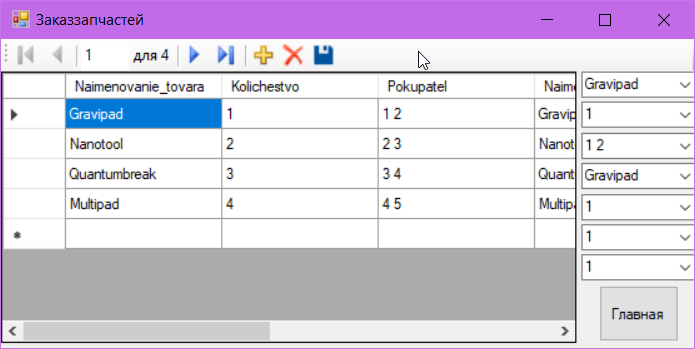 Заказзапчастей
1 для 4
Naimenovanie_tovara Kolichestvo Pokupatel Naime
Gravipad 1 1 2 Gravip
Nanotool 2 2 3 Nanot
Quantumbreak 3 3 4 Quant
Multipad 4 4 5 Multip
Gravipad
1
1 2
Gravipad
1
1
1
Главная